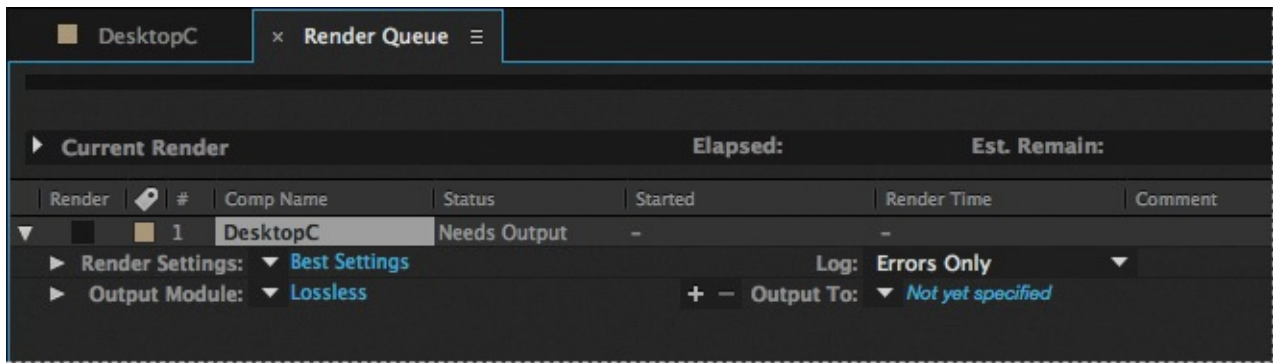 DesktopC × Render Queue
Current Render Elapsed: Est. Remain:
Render # Comp Name Status Started Render Time Comment
1 DesktopC Needs Output – –
Render Settings: Best Settings Log: Errors Only
Output Module: Lossless + – Output To: Not yet specified